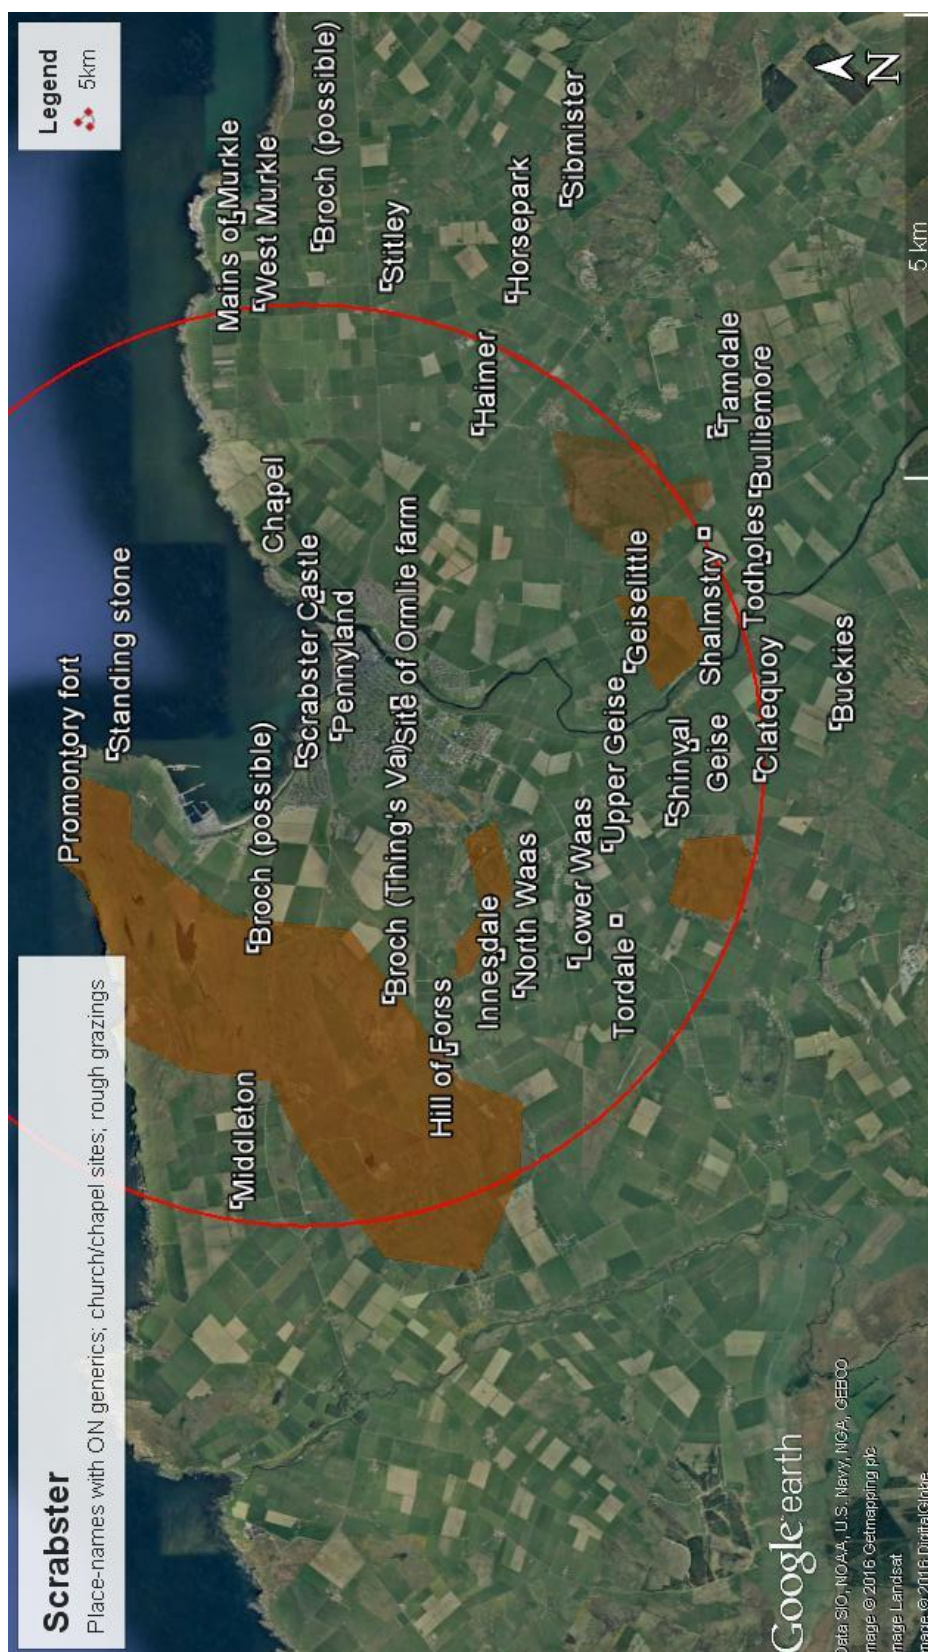 Scrabster
Place-names with ON generics; church/chapel sites; rough grazings
Legend
5km
Promontory fort
Standing stone
Mains of Murkle
West Murkle
Middleton
Broch (possible)
Chapel
Scrabster Castle
Broch (possible)
Pennyland
Broch (Thing's Va)
Site of Ormlie farm
Stitley
Hill of Forss
Innesdale
Haimer
North Waas
Horsepark
Lower Waas
Sibmister
Upper Geise
Geiselittle
Tordale
Shinval
Geise
Shalmstry
Tamdale
Clatequoy
Todholes
Bulliemore
Buckies
N
Google earth
Data SIO, NOAA, U.S. Navy, NGA, GEBCO
Image © 2016 Getmapping plc
Image Landsat
Image © 2016 DigitalGlobe
5 km